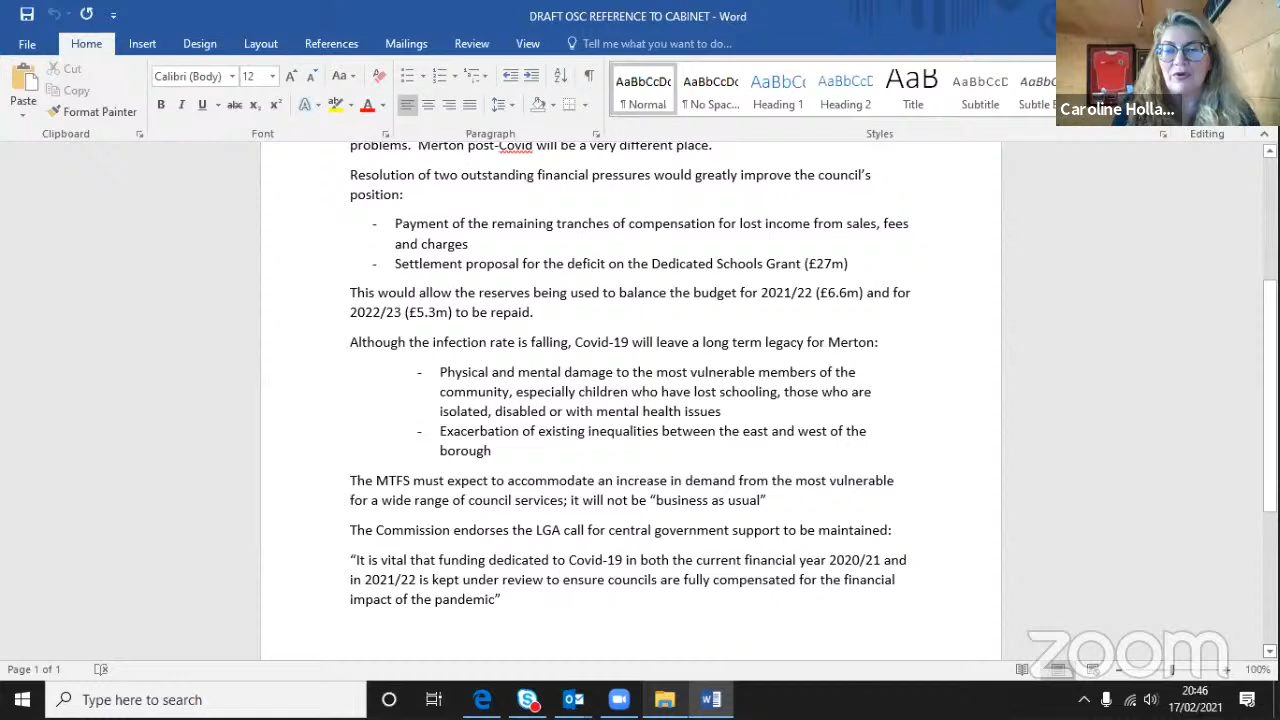 DRAFT OSC REFERENCE TO CABINET - Word
File Home Insert Design Layout References Mailings Review View Tell me what you want to do...
Cut
Copy
Format Painter
Paste
Calibri (Body) 12
AaBbCcDc AaBbCcDc AaBbCc AaBbCcD AaB AaBbCcD
¶ Normal ¶ No Spac... Heading 1 Heading 2 Title Subtitle Subtle
Caroline Holla...
Clipboard Font Paragraph Styles Editing
problems. Merton post-Covid will be a very different place.
Resolution of two outstanding financial pressures would greatly improve the council's
position:
- Payment of the remaining tranches of compensation for lost income from sales, fees
and charges
- Settlement proposal for the deficit on the Dedicated Schools Grant (£27m)
This would allow the reserves being used to balance the budget for 2021/22 (£6.6m) and for
2022/23 (£5.3m) to be repaid.
Although the infection rate is falling, Covid-19 will leave a long term legacy for Merton:
- Physical and mental damage to the most vulnerable members of the
community, especially children who have lost schooling, those who are
isolated, disabled or with mental health issues
- Exacerbation of existing inequalities between the east and west of the
borough
The MTFS must expect to accommodate an increase in demand from the most vulnerable
for a wide range of council services; it will not be “business as usual”
The Commission endorses the LGA call for central government support to be maintained:
“It is vital that funding dedicated to Covid-19 in both the current financial year 2020/21 and
in 2021/22 is kept under review to ensure councils are fully compensated for the financial
impact of the pandemic”
zoom
Page 1 of 1
100%
Type here to search
20:46
17/02/2021